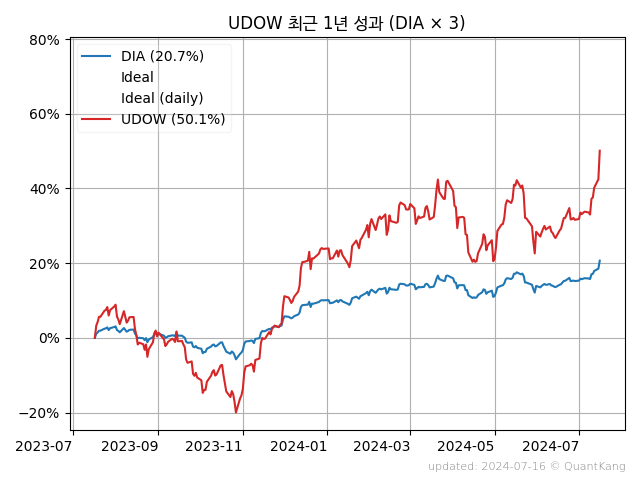 UDOW 최근 1년 성과 (DIA × 3)
80%
60%
40%
20%
0%
−20%
DIA (20.7%)
Ideal
Ideal (daily)
UDOW (50.1%)
2023-07
2023-09
2023-11
2024-01
2024-03
2024-05
2024-07
updated: 2024-07-16 © QuantKang